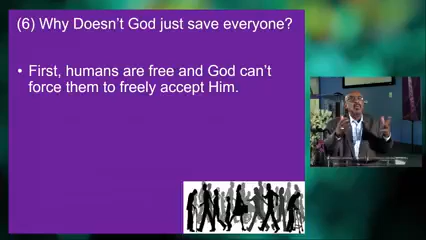 (6) Why Doesn't God just save everyone?
• First, humans are free and God can't
force them to freely accept Him.